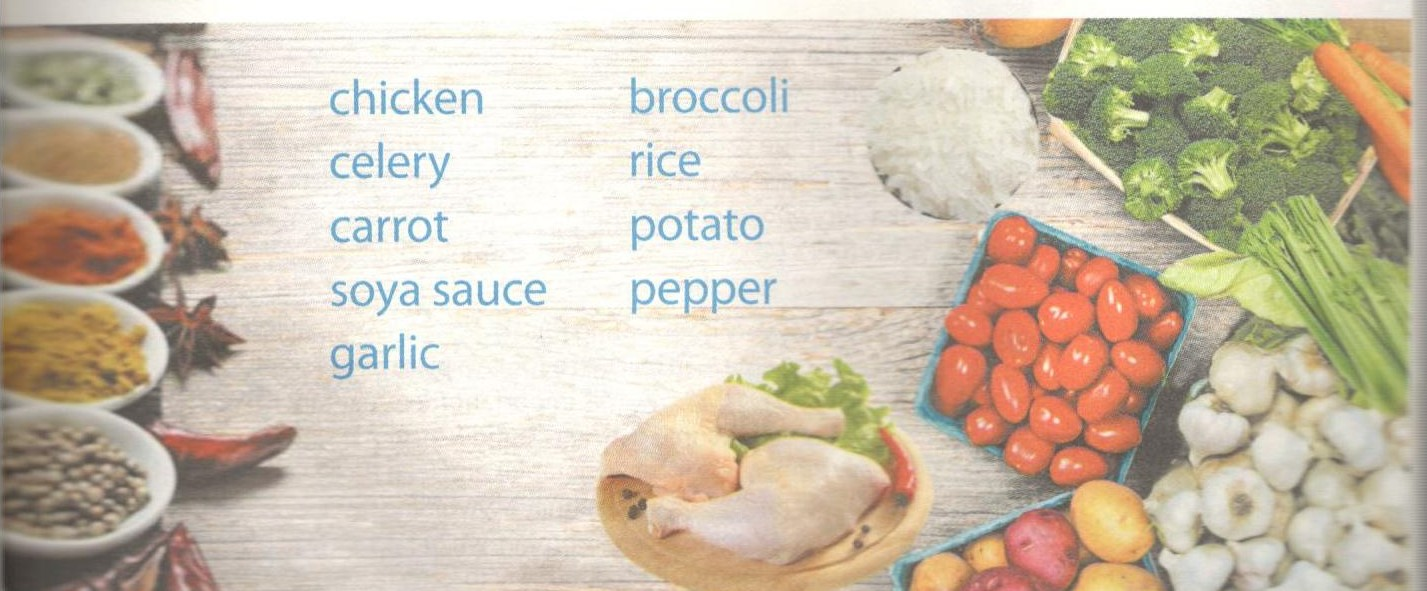 chicken
celery
carrot
soya sauce
garlic
broccoli
rice
potato
pepper